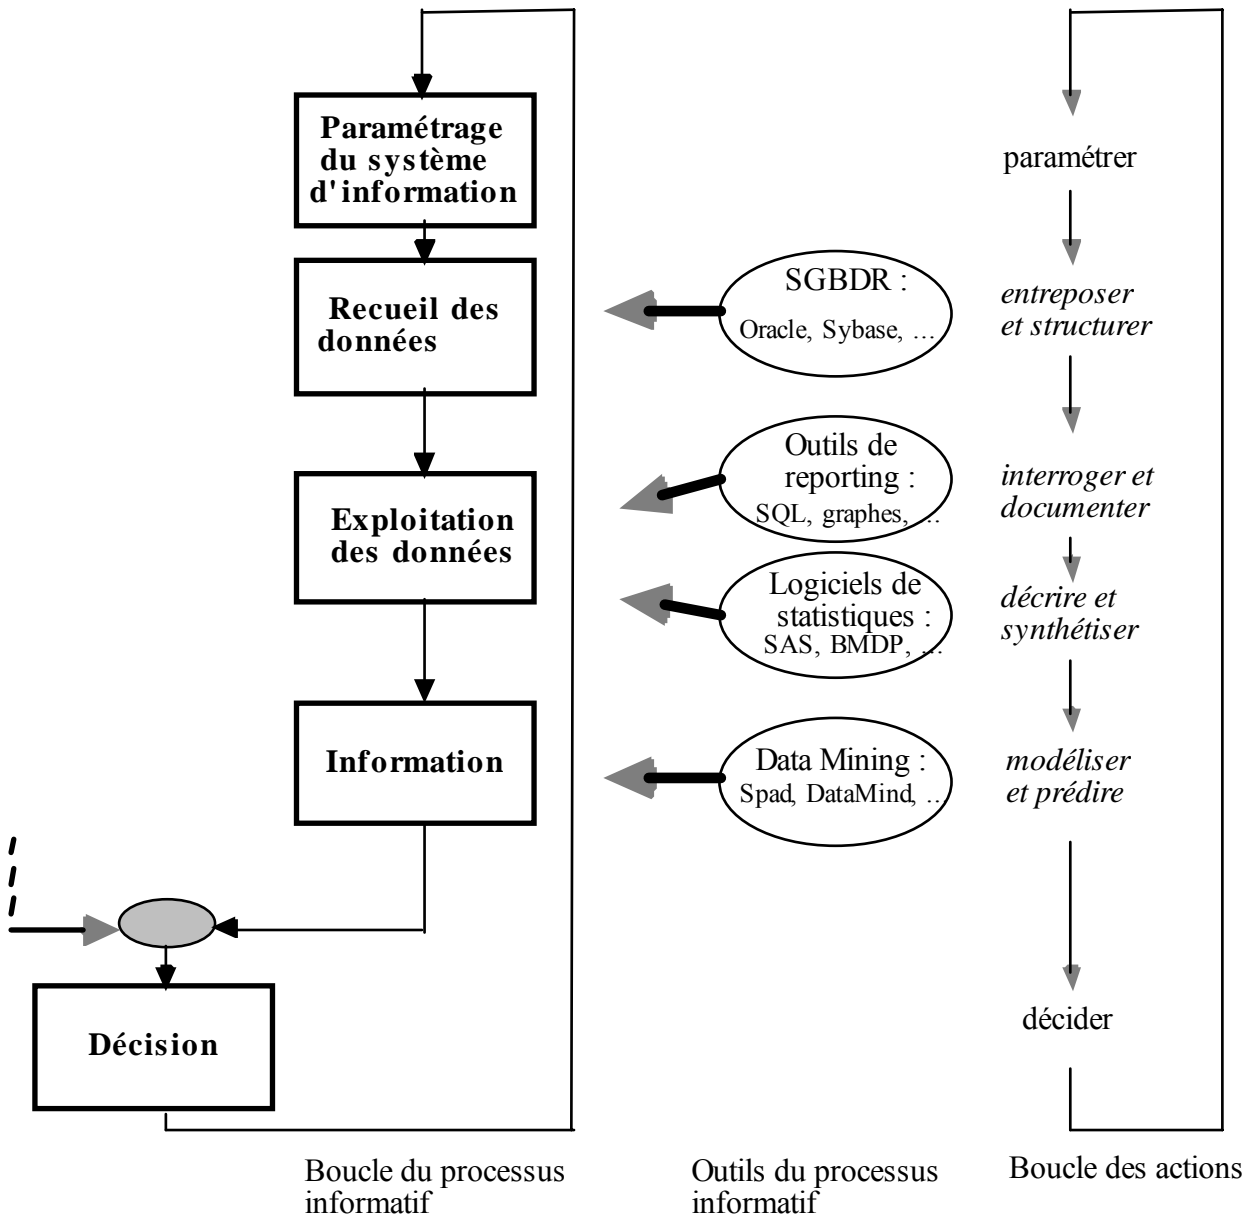 Paramétrage
du système
d'information
Recueil des
données
Exploitation
des données
Information
Décision
Boucle du processus
informatif
SGBDR :
Oracle, Sybase, ...
Outils de
reporting :
SQL, graphes, ...
Logiciels de
statistiques :
SAS, BMDP, ...
Data Mining :
Spad, DataMind, ...
Outils du processus
informatif
paramétrer
entreposer
et structurer
interroger et
documenter
décrire et
synthétiser
modéliser
et prédire
décider
Boucle des actions